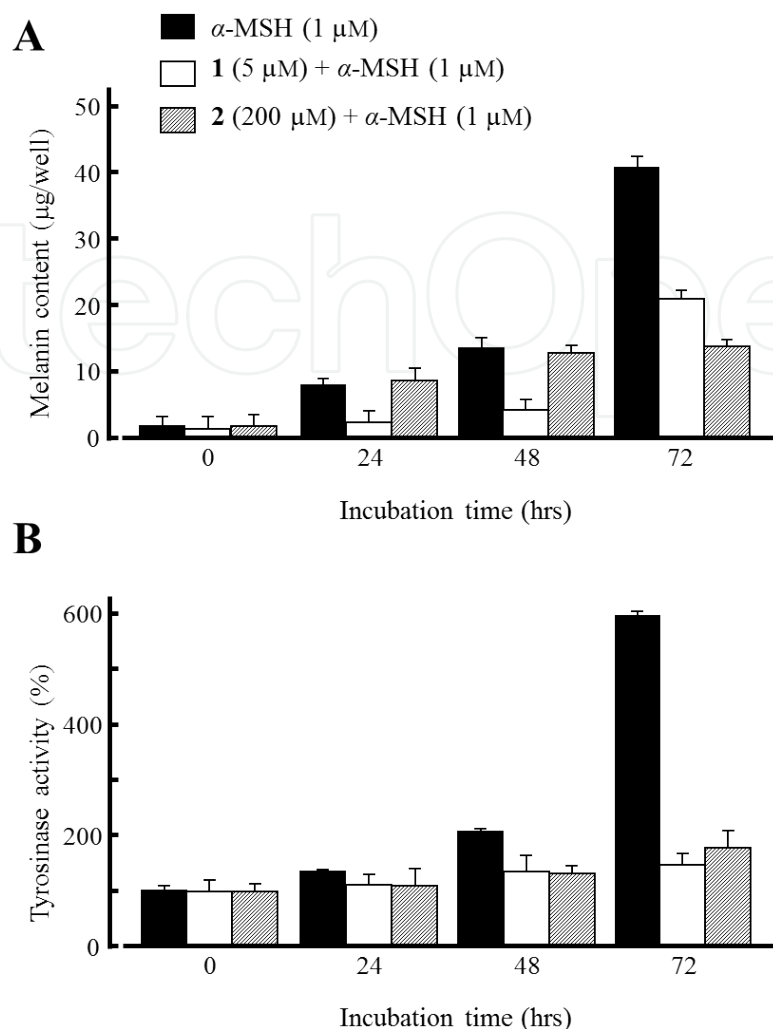 A
α-MSH (1 µM)
1 (5 µM) + α-MSH (1 µM)
2 (200 µM) + α-MSH (1 µM)
Melanin content (µg/well)
50
40
30
20
10
0
0 24 48 72
Incubation time (hrs)
B
Tyrosinase activity (%)
600
400
200
0
0 24 48 72
Incubation time (hrs)